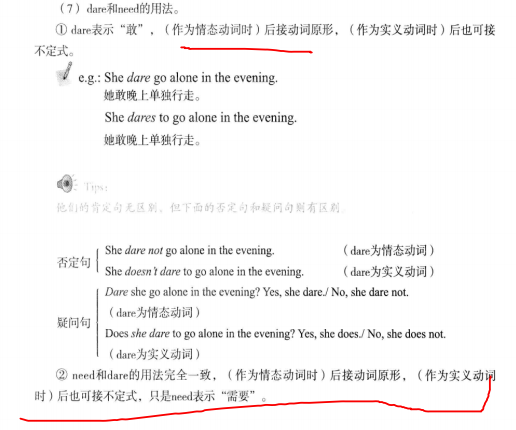 （7）dare和need的用法。
① dare表示“敢”，（作为情态动词时）后接动词原形，（作为实义动词时）后也可接
不定式。
e.g.: She dare go alone in the evening.
她敢晚上单独行走。
She dares to go alone in the evening.
她敢晚上单独行走。
Tips:
他们的肯定句无区别，但下面的否定句和疑问句则有区别。
否定句
She dare not go alone in the evening. （dare为情态动词）
She doesn't dare to go alone in the evening. （dare为实义动词）
疑问句
Dare she go alone in the evening? Yes, she dare./ No, she dare not.
（dare为情态动词）
Does she dare to go alone in the evening? Yes, she does./ No, she does not.
（dare为实义动词）
② need和dare的用法完全一致，（作为情态动词时）后接动词原形，（作为实义动词
时）后也可接不定式，只是need表示“需要”。